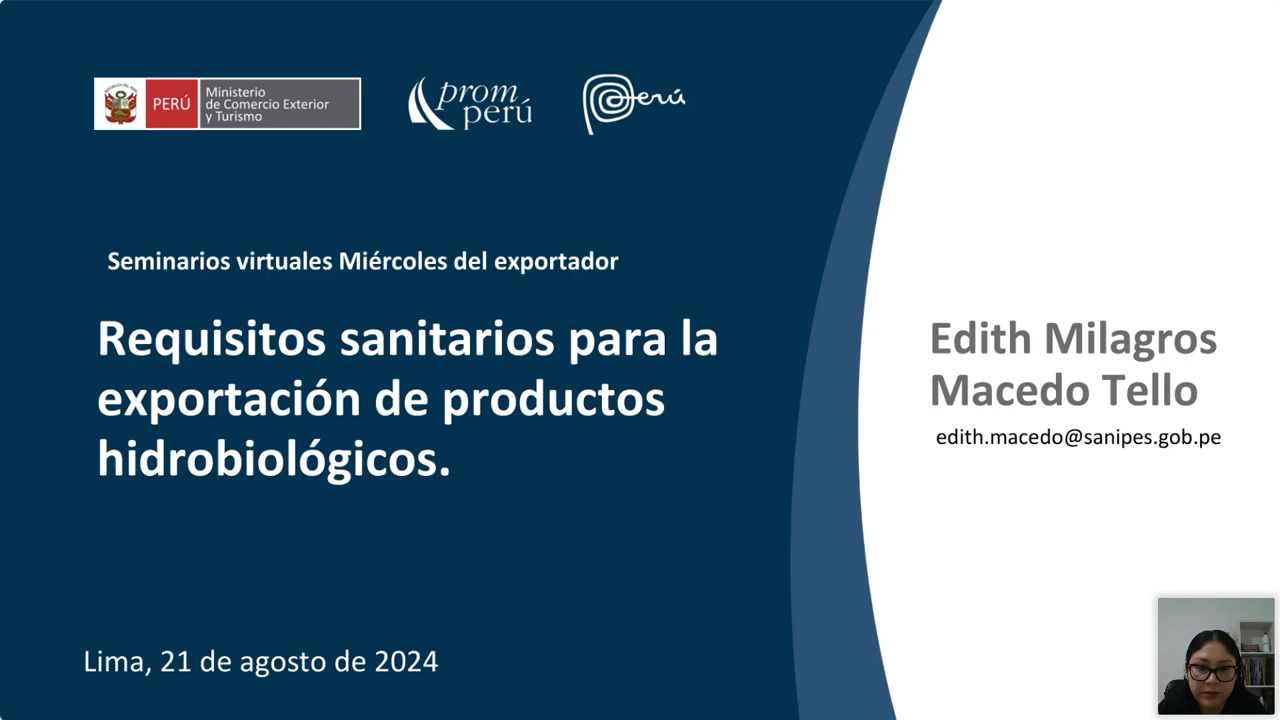 PERÚ
Ministerio
de Comercio Exterior
y Turismo
prom
perú
Perú
Seminarios virtuales Miércoles del exportador
Requisitos sanitarios para la
exportación de productos
hidrobiológicos.
Edith Milagros
Macedo Tello
edith.macedo@sanipes.gob.pe
Lima, 21 de agosto de 2024